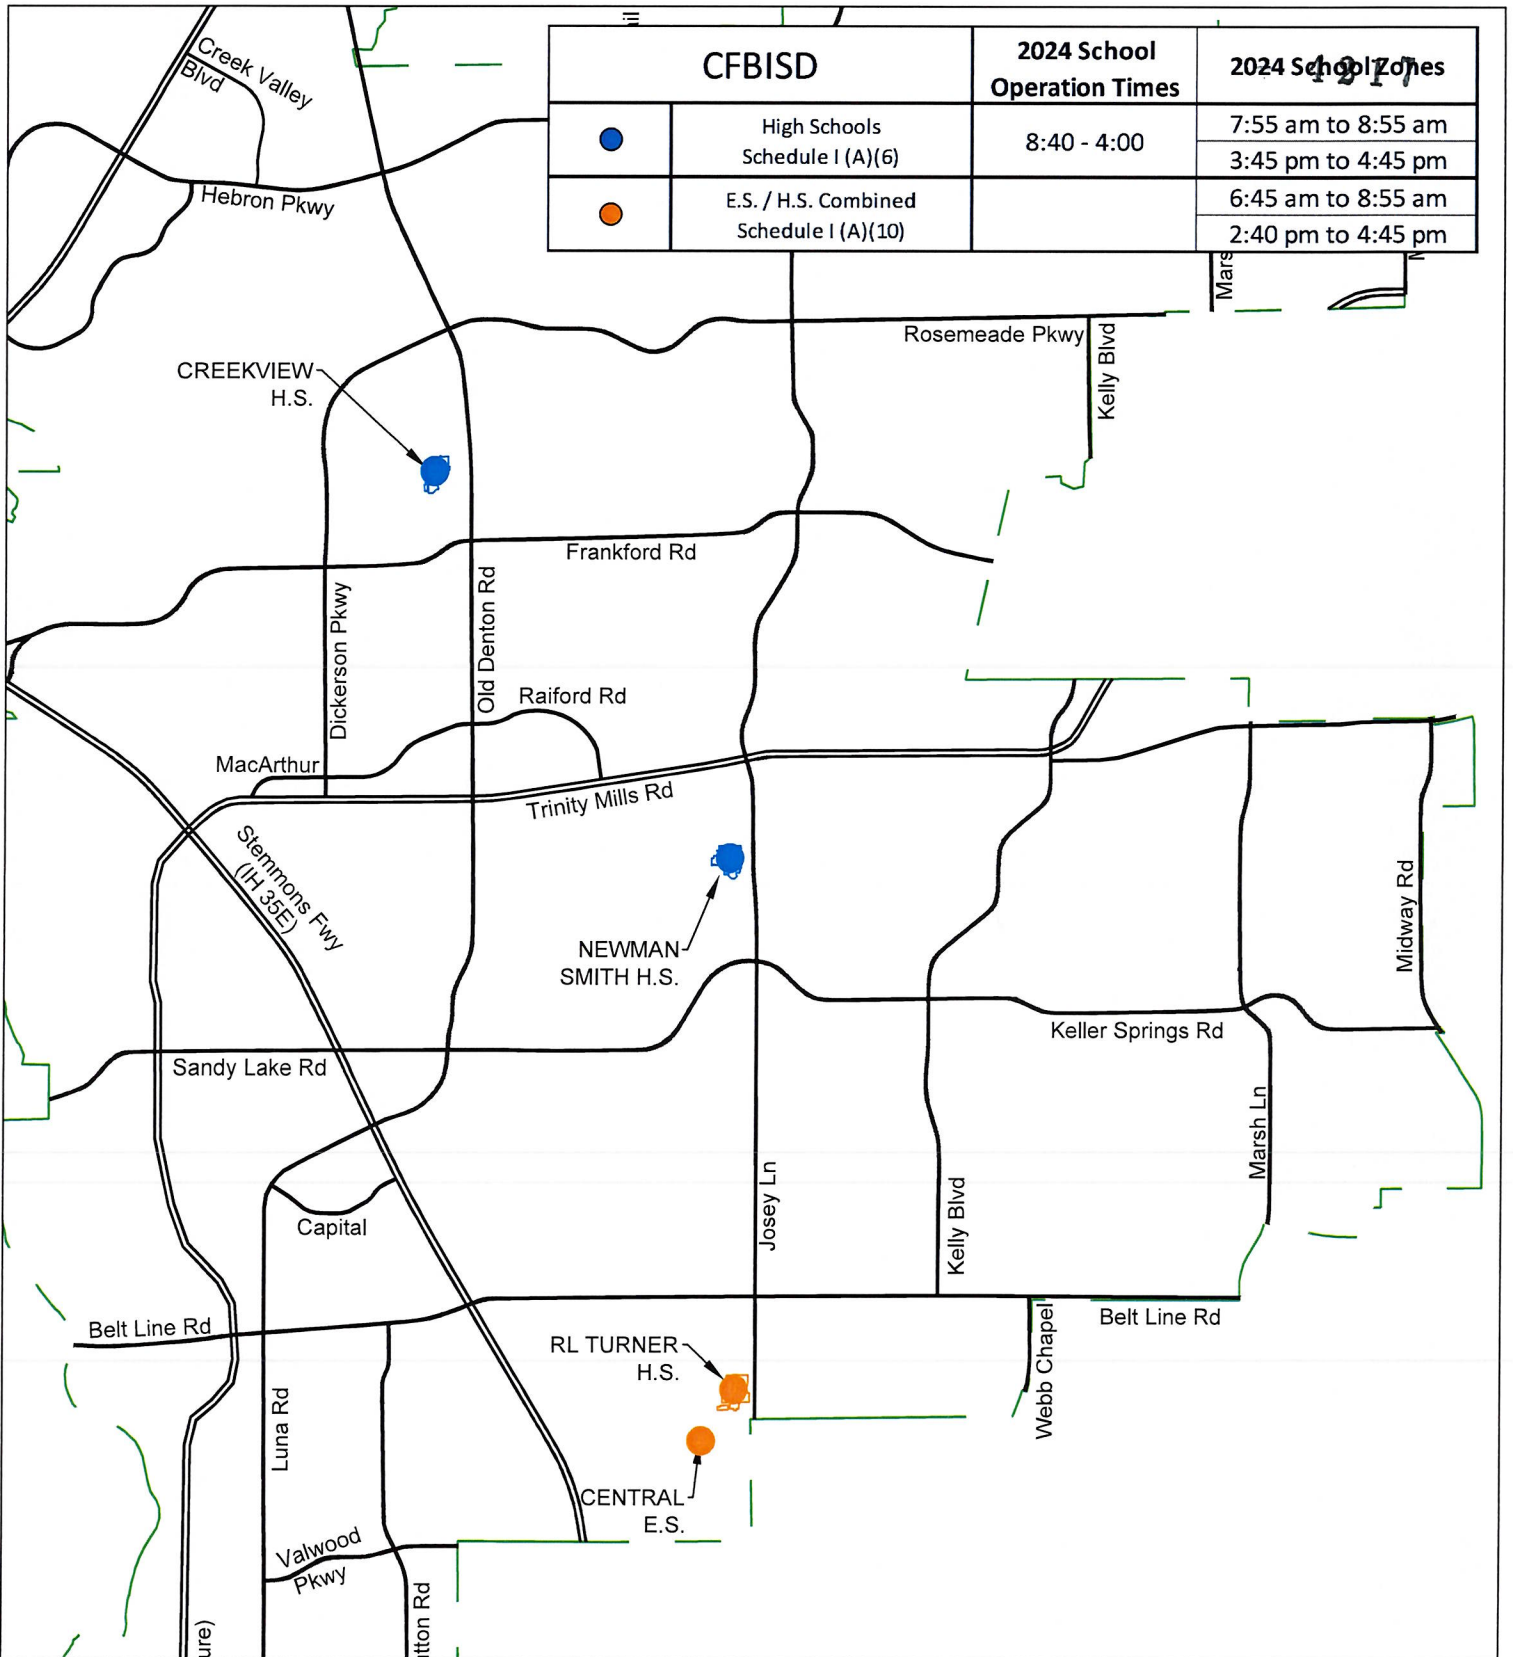 CFBISD
2024 School
Operation Times
2024 School Zones
4217
High Schools
Schedule I (A)(6)
8:40 - 4:00
7:55 am to 8:55 am
3:45 pm to 4:45 pm
E.S. / H.S. Combined
Schedule I (A)(10)
6:45 am to 8:55 am
2:40 pm to 4:45 pm
Creek Valley
Blvd
Hebron Pkwy
Mars
Rosemeade Pkwy
Kelly Blvd
CREEKVIEW
H.S.
Frankford Rd
Dickerson Pkwy
Old Denton Rd
Raiford Rd
MacArthur
Trinity Mills Rd
Stemmons Fwy
(IH 35E)
NEWMAN
SMITH H.S.
Midway Rd
Keller Springs Rd
Sandy Lake Rd
Marsh Ln
Josey Ln
Kelly Blvd
Capital
Belt Line Rd
Belt Line Rd
RL TURNER
H.S.
Webb Chapel
Luna Rd
CENTRAL
E.S.
Valwood
Pkwy
ure)
tton Rd